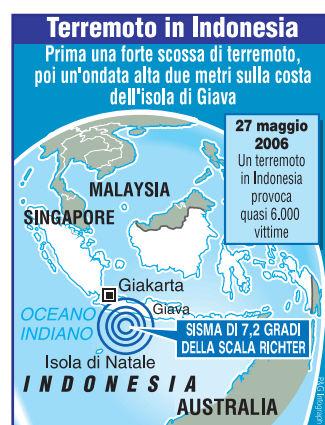 Terremoto in Indonesia
Prima una forte scossa di terremoto,
poi un'ondata alta due metri sulla costa
dell'isola di Giava
27 maggio
2006
Un terremoto
in Indonesia
provoca
quasi 6.000
vittime
MALAYSIA
SINGAPORE
Giakarta
Giava
OCEANO
INDIANO
SISMA DI 7,2 GRADI
DELLA SCALA RICHTER
Isola di Natale
INDONESIA
AUSTRALIA